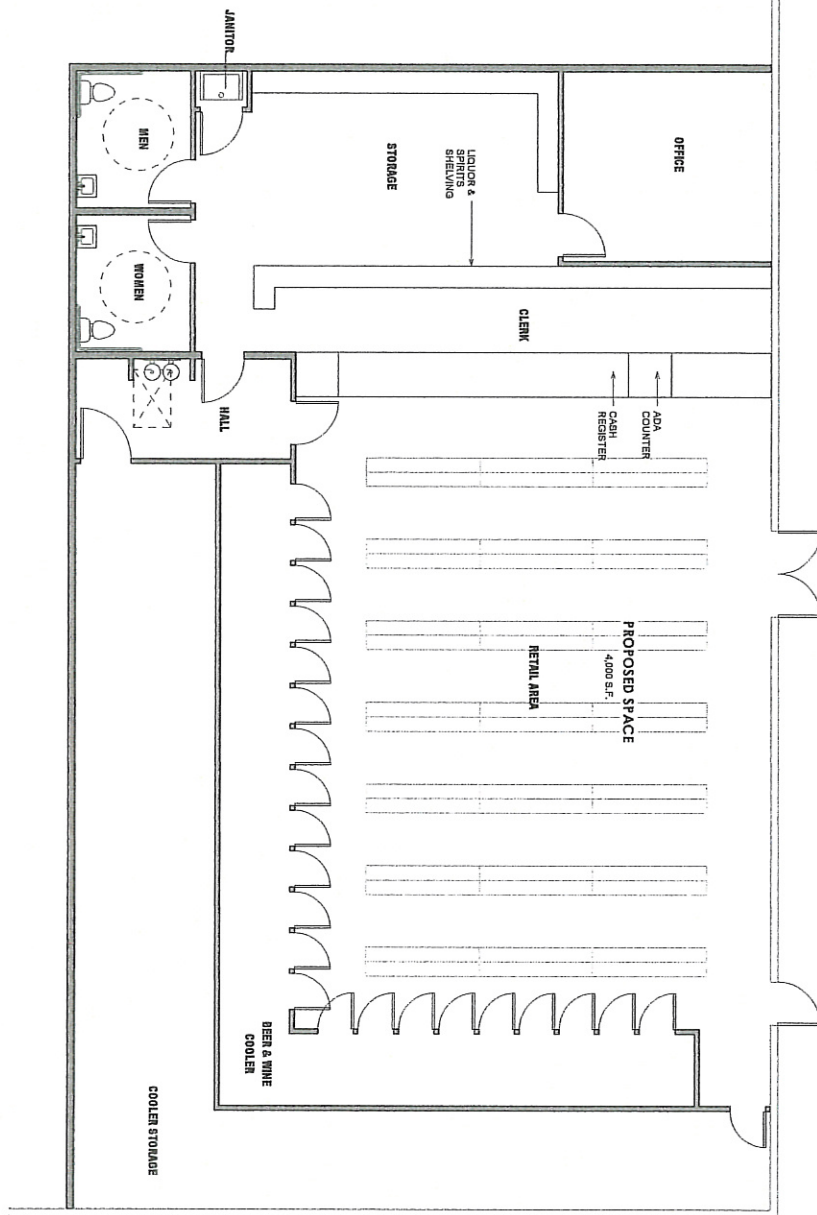 JANITOR
MEN
WOMEN
STORAGE
LIQUOR &
SPIRITS
SHELVING
OFFICE
CLERK
HALL
CASH
REGISTER
ADA
COUNTER
PROPOSED SPACE
4,000 S.F.
RETAIL AREA
BEER & WINE
COOLER
COOLER STORAGE